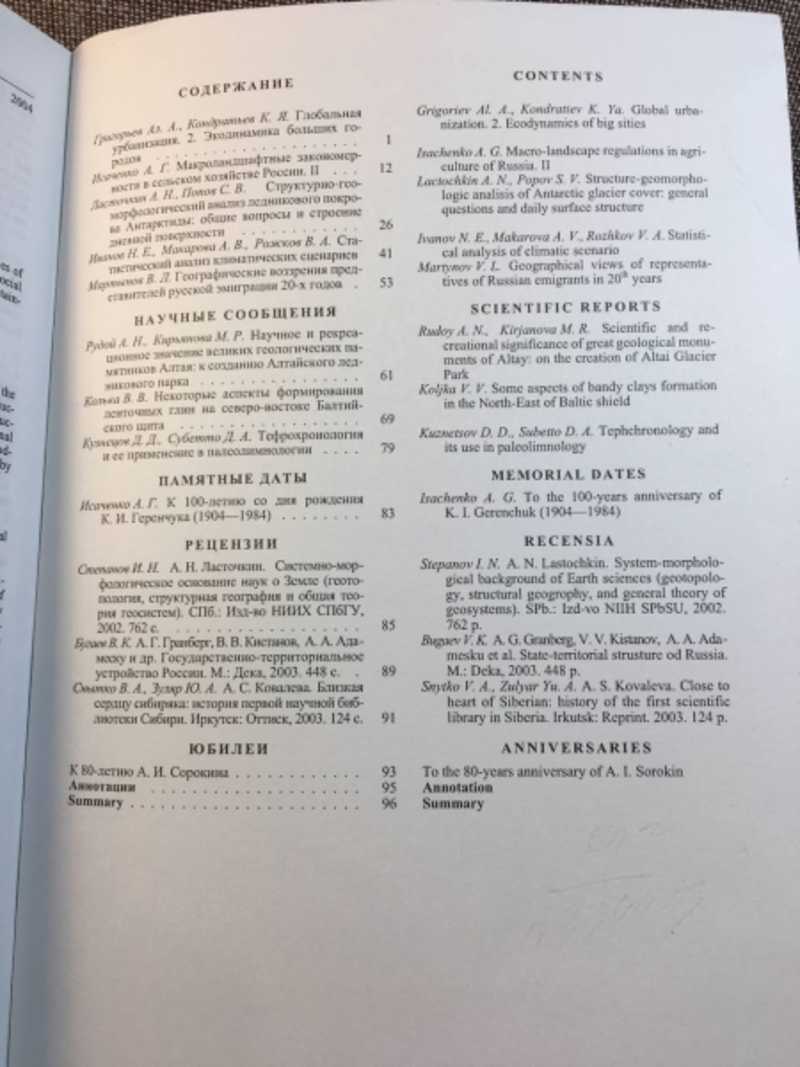 2004
СОДЕРЖАНИЕ
Григорьев Ал. А., Кондратьев К. Я. Глобальная
урбанизация. 2. Экодинамика больших го-
родов . . . 1
Исаченко А. Г. Макроландшафтные закономер-
ности в сельском хозяйстве России. II . . . 12
Ласточкин А. Н., Попов С. В. Структурно-гео-
морфологический анализ ледникового покро-
ва Антарктиды: общие вопросы и строение
дневной поверхности . . . 26
Иванов Н. Е., Макарова А. В., Рожков В. А. Ста-
тистический анализ климатических сценариев 41
Мартынов В. Л. Географические воззрения пред-
ставителей русской эмиграции 20-х годов . 53
НАУЧНЫЕ СООБЩЕНИЯ
Рудой А. Н., Кирьянова М. Р. Научное и рекреа-
ционное значение великих геологических па-
мятников Алтая: к созданию Алтайского лед-
никового парка . . . 61
Колька В. В. Некоторые аспекты формирования
ленточных глин на северо-востоке Балтий-
ского щита . . . 69
Кузнецов Д. Д., Субетто Д. А. Тефрохронология
и ее применение в палеолимнологии . . . . 79
ПАМЯТНЫЕ ДАТЫ
Исаченко А. Г. К 100-летию со дня рождения
К. И. Геренчука (1904—1984) . . . 83
РЕЦЕНЗИИ
Степанов И. Н. А. Н. Ласточкин. Системно-мор-
фологическое основание наук о Земле (геото-
пология, структурная география и общая тео-
рия геосистем). СПб.: Изд-во НИИХ СПбГУ,
2002. 762 с. . . . 85
Бугаев В. К. А. Г. Гранберг, В. В. Кистанов, А. А. Ада-
меску и др. Государственно-территориальное
устройство России. М.: Дека, 2003. 448 с. . 89
Снытко В. А., Зуляр Ю. А. А. С. Ковалева. Близкая
сердцу сибиряка: история первой научной биб-
лиотеки Сибири. Иркутск: Оттиск, 2003. 124 с. 91
ЮБИЛЕИ
К 80-летию А. И. Сорокина . . . 93
Аннотации . . . 95
Summary . . . 96
CONTENTS
Grigoriev Al. A., Kondratiev K. Ya. Global urba-
nization. 2. Ecodynamics of big sities
Isachenko A. G. Macro-landscape regulations in agri-
culture of Russia. II
Lastochkin A. N., Popov S. V. Structure-geomorpho-
logic analisis of Antarctic glacier cover: general
questions and daily surface structure
Ivanov N. E., Makarova A. V., Rozhkov V. A. Statisti-
cal analysis of climatic scenario
Martynov V. L. Geographical views of representa-
tives of Russian emigrants in 20th years
SCIENTIFIC REPORTS
Rudoy A. N., Kirjanova M. R. Scientific and re-
creational significance of great geological monu-
ments of Altay: on the creation of Altai Glacier
Park
Koljka V. V. Some aspects of bandy clays formation
in the North-East of Baltic shield
Kuznetsov D. D., Subetto D. A. Tephchronology and
its use in paleolimnology
MEMORIAL DATES
Isachenko A. G. To the 100-years anniversary of
K. I. Gerenchuk (1904—1984)
RECENSIA
Stepanov I. N. A. N. Lastochkin. System-morpholo-
gical background of Earth sciences (geotopolo-
gy, structural geogrophy, and general theory of
geosystems). SPb.: Izd-vo NIIH SPbSU, 2002.
762 p.
Buguev V. K. A. G. Granberg, V. V. Kistanov, A. A. Ada-
mesku et al. State-territorial strusture od Russia.
M.: Deka, 2003. 448 p.
Snytko V. A., Zulyar Yu. A. A. S. Kovaleva. Close to
heart of Siberian: history of the first scientific
library in Siberia. Irkutsk: Reprint. 2003. 124 p.
ANNIVERSARIES
To the 80-years anniversary of A. I. Sorokin
Annotation
Summary